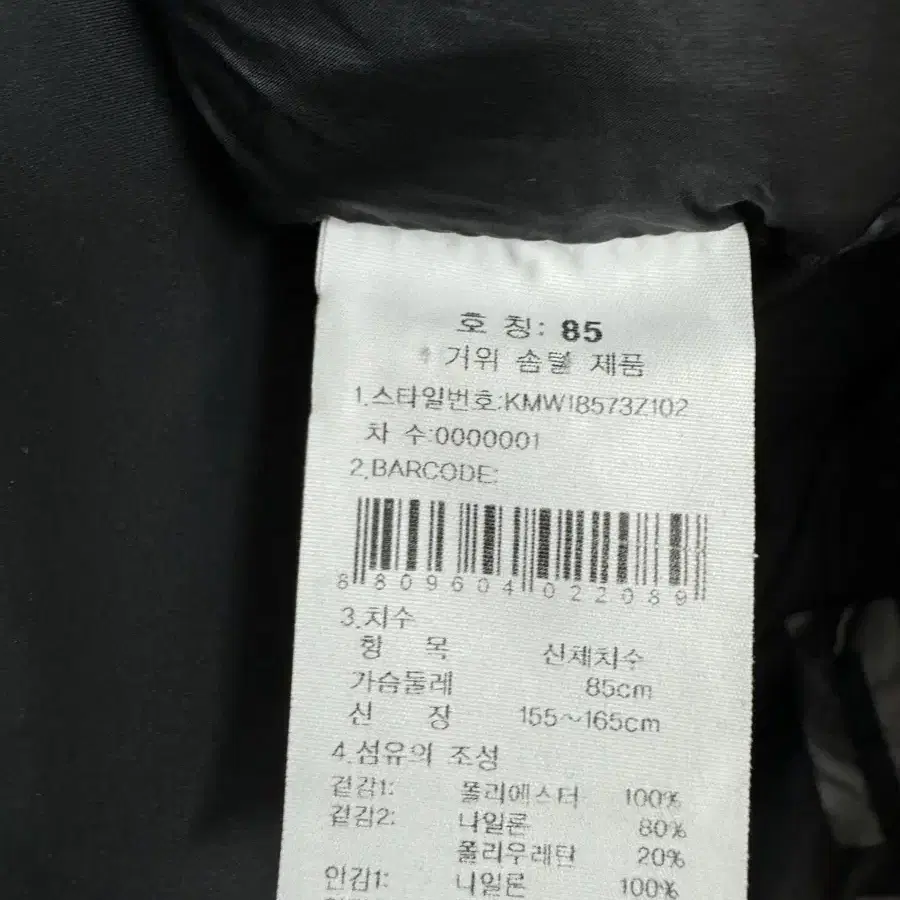 호 칭: 85
거위 솜털 제품
1.스타일번호:KMW18573Z102
차 수:0000001
2.BARCODE:
8 809604 022089
3.치수
항 목 신체치수
가슴둘레 85cm
신 장 155~165cm
4.섬유의 조성
겉감1: 폴리에스터 100%
겉감2: 나일론 80%
폴리우레탄 20%
안감1: 나일론 100%